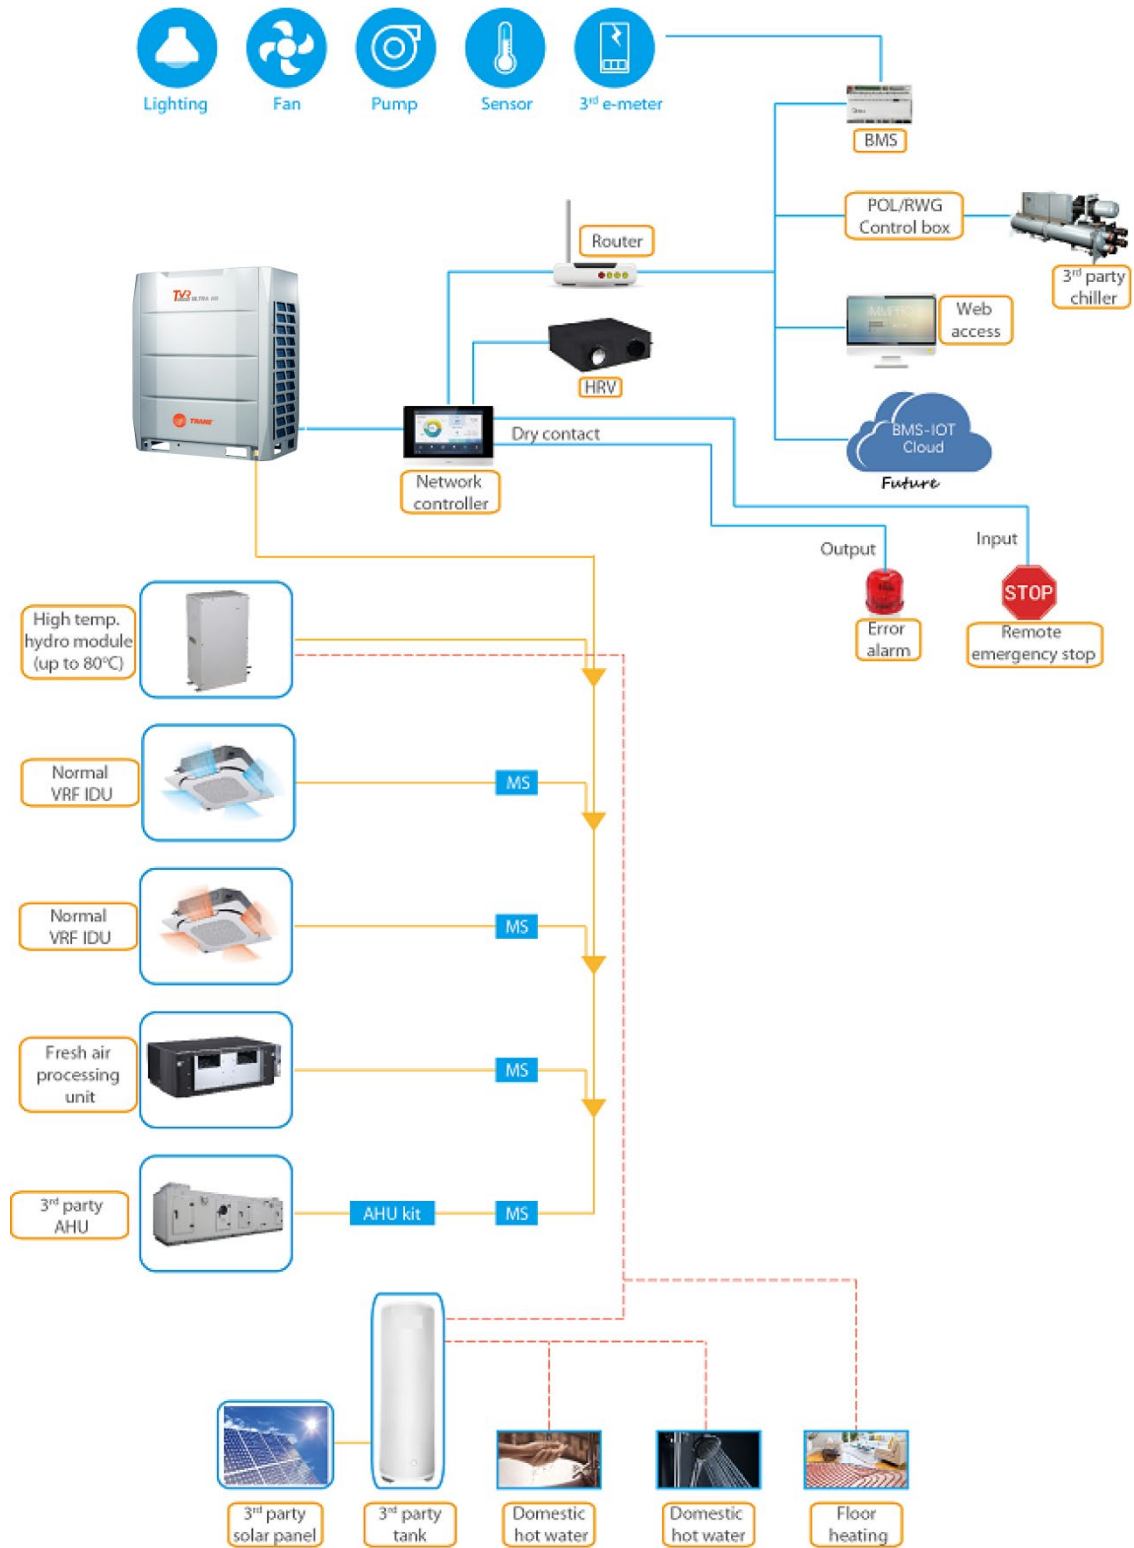 Lighting
Fan
Pump
Sensor
3rd e-meter
BMS
POL/RWG
Control box
3rd party
chiller
Router
Web
access
HRV
TVR ULTRA
TRANE
BMS-IOT
Cloud
Future
Dry contact
Network
controller
Output
Input
STOP
Error
alarm
Remote
emergency stop
High temp.
hydro module
(up to 80°C)
Normal
VRF IDU
MS
Normal
VRF IDU
MS
Fresh air
processing
unit
MS
3rd party
AHU
AHU kit
MS
3rd party
solar panel
3rd party
tank
Domestic
hot water
Domestic
hot water
Floor
heating